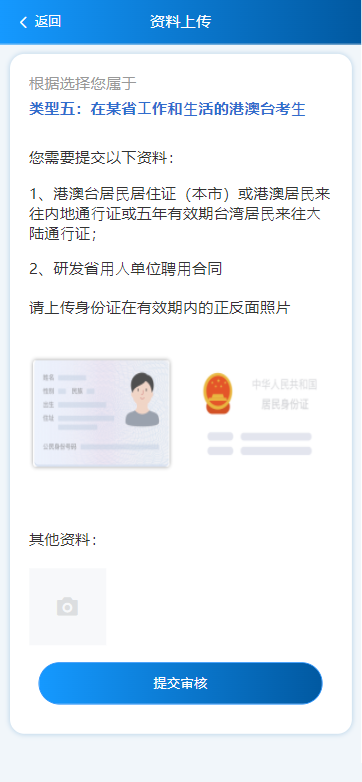 返回
资料上传
根据选择您属于
类型五：在某省工作和生活的港澳台考生
您需要提交以下资料：
1、港澳台居民居住证（本市）或港澳居民来
往内地通行证或五年有效期台湾居民来往大
陆通行证；
2、研发省用人单位聘用合同
请上传身份证在有效期内的正反面照片
姓名
性别 民族
出生
住址
公民身份号码
中华人民共和国
居民身份证
其他资料：
提交审核